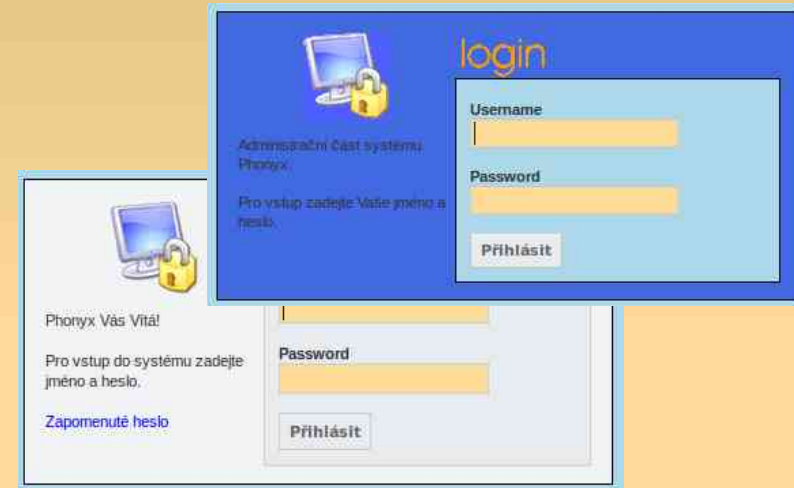 login
Username
Administrační část systému
Phonyx.
Password
Pro vstup zadejte Vaše jméno a
heslo.
Přihlásit
Phonyx Vás Vítá!
Password
Pro vstup do systému zadejte
jméno a heslo.
Zapomenuté heslo
Přihlásit